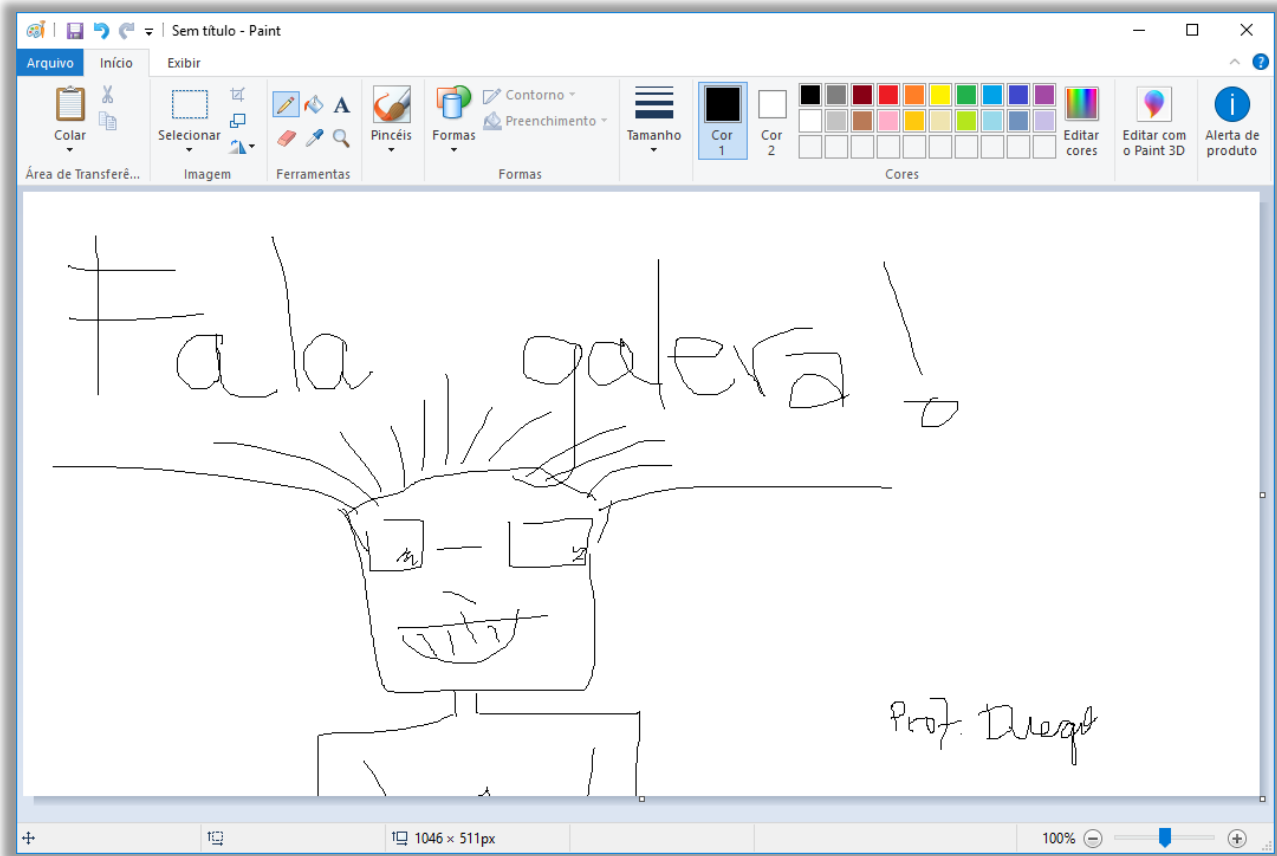 Sem título - Paint
Arquivo Início Exibir
Colar
Selecionar
Pincéis
Formas
Contorno
Preenchimento
Tamanho
Cor 1
Cor 2
Editar cores
Editar com o Paint 3D
Alerta de produto
Área de Transferê...
Imagem
Ferramentas
Formas
Cores
Fala galera!
Prof. Diego
1046 × 511px
100%